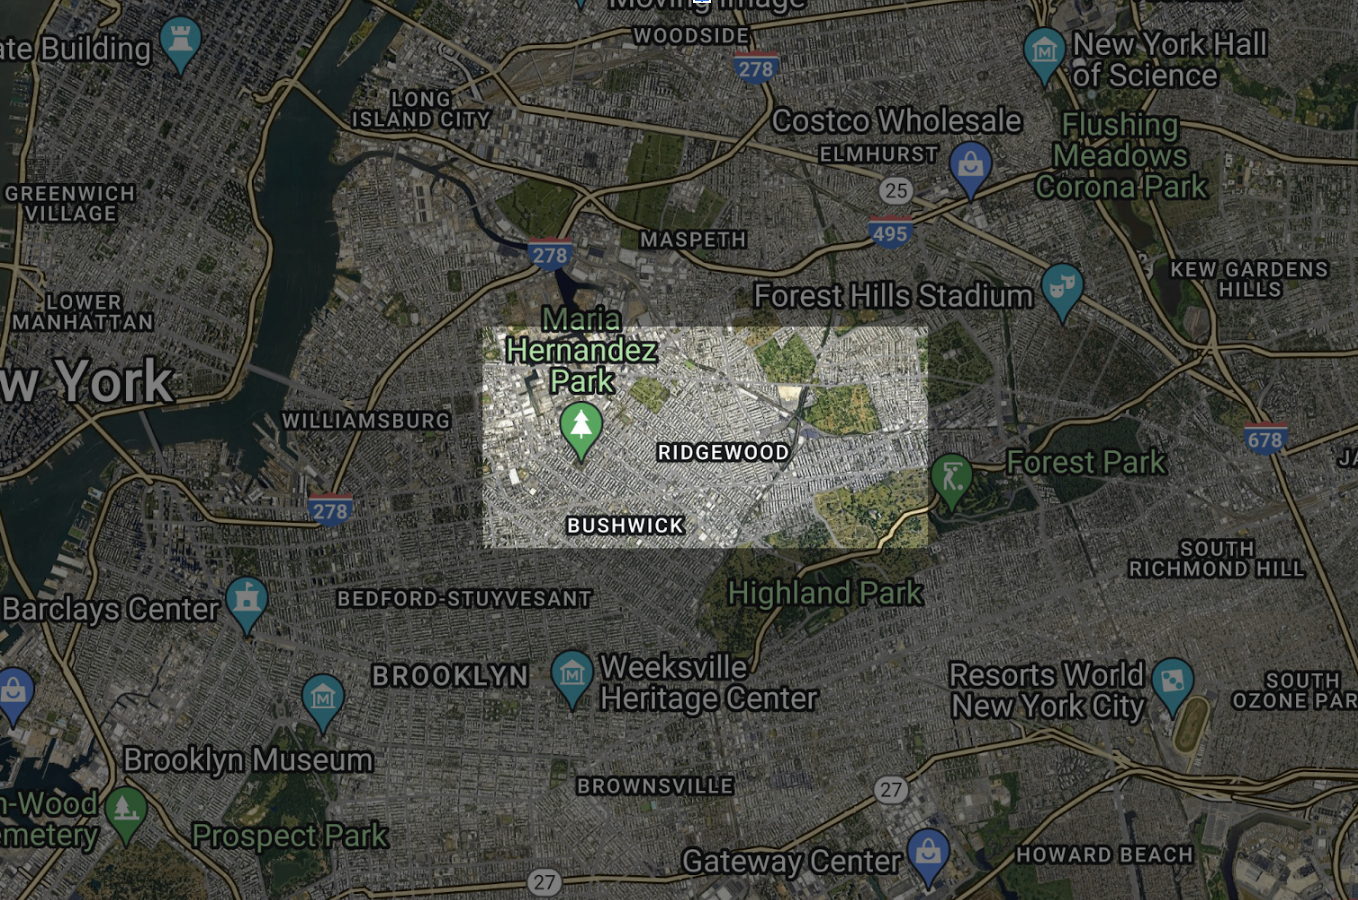 Moving Image
WOODSIDE
ate Building
278
New York Hall
of Science
LONG
ISLAND CITY
Costco Wholesale
ELMHURST
Flushing
Meadows
Corona Park
25
GREENWICH
VILLAGE
495
MASPETH
278
KEW GARDENS
HILLS
Forest Hills Stadium
LOWER
MANHATTAN
Maria
Hernandez
Park
w York
WILLIAMSBURG
678
JA
RIDGEWOOD
Forest Park
278
BUSHWICK
SOUTH
RICHMOND HILL
Highland Park
BEDFORD-STUYVESANT
Barclays Center
BROOKLYN
Weeksville
Heritage Center
Resorts World
New York City
SOUTH
OZONE PAR
Brooklyn Museum
BROWNSVILLE
27
n-Wood
emetery
Prospect Park
Gateway Center
HOWARD BEACH
27